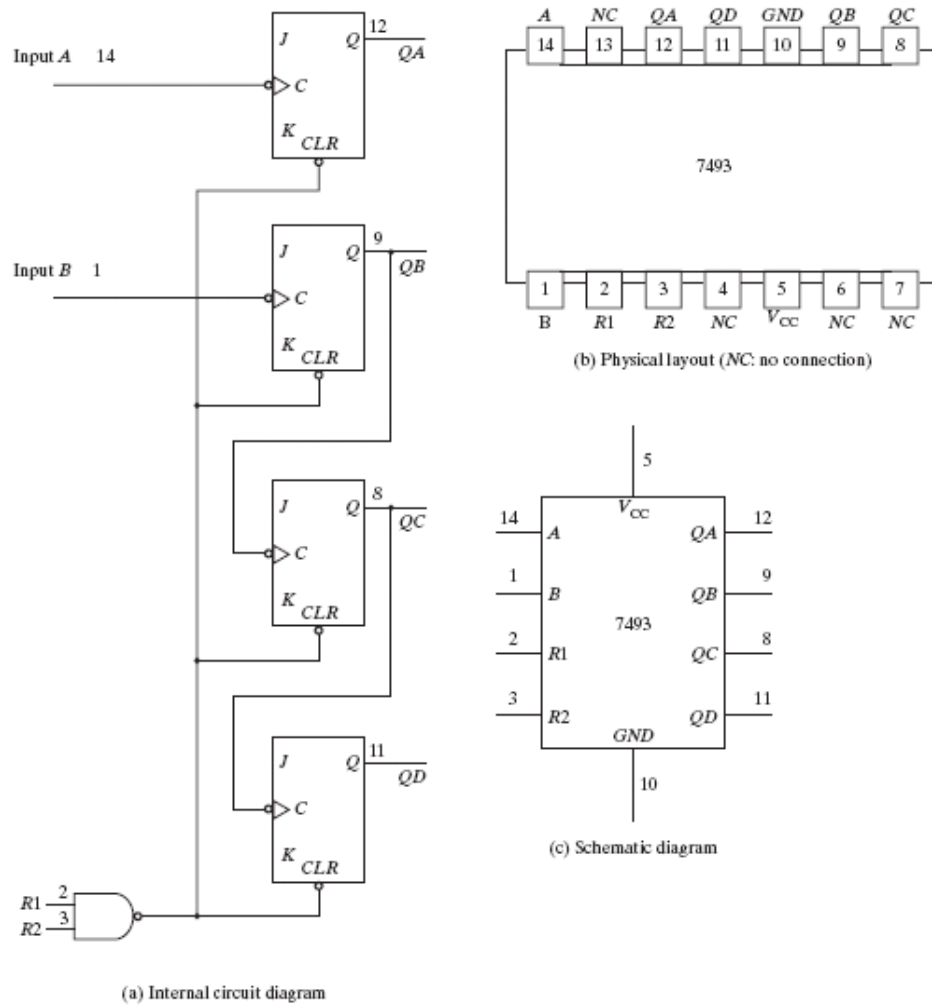 Input A 14
J
Q
12
QA
C
K
CLR
Input B 1
J
Q
9
QB
C
K
CLR
J
Q
8
QC
C
K
CLR
J
Q
11
QD
C
K
CLR
R1
2
R2
3
(a) Internal circuit diagram
A NC QA QD GND QB QC
14 13 12 11 10 9 8
7493
1 2 3 4 5 6 7
B R1 R2 NC VCC NC NC
(b) Physical layout (NC: no connection)
5
VCC
14 A QA 12
1 B QB 9
7493
2 R1 QC 8
3 R2 QD 11
GND
10
(c) Schematic diagram